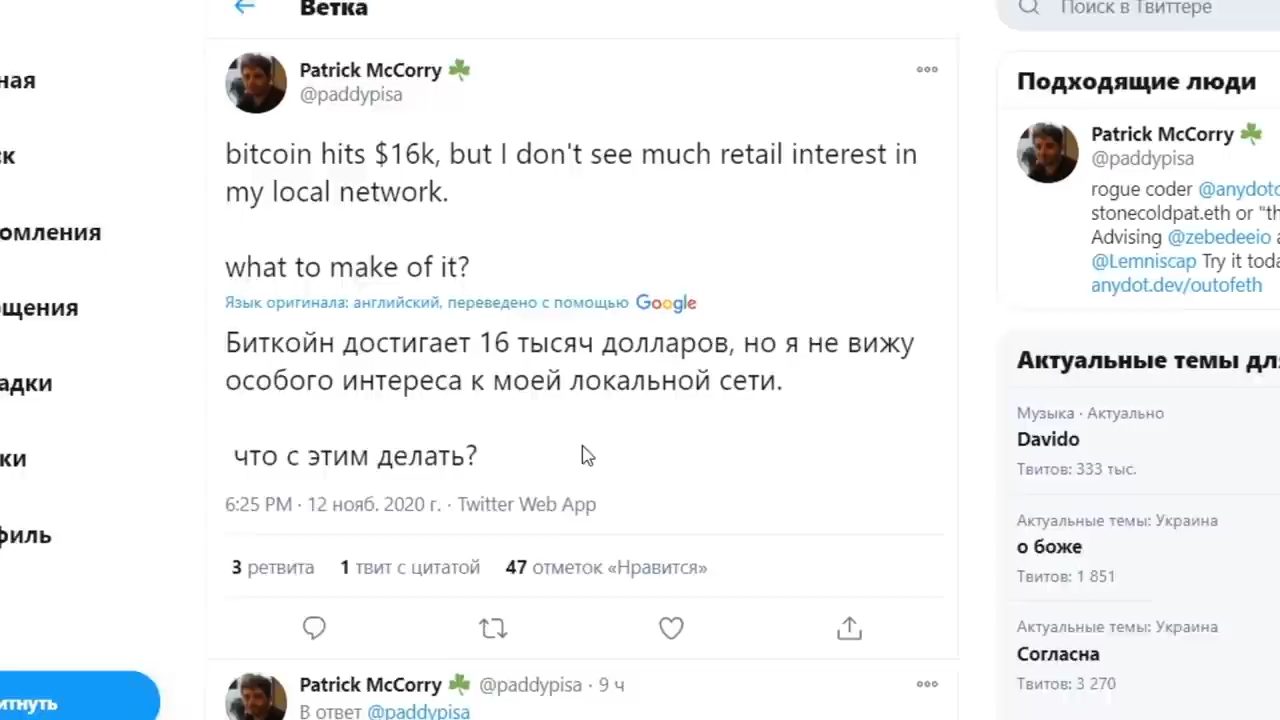 Ветка
Поиск в Твиттере
ная
ск
омления
щения
адки
ки
филь
итнуть
Patrick McCorry ☘
@paddypisa
bitcoin hits $16k, but I don't see much retail interest in
my local network.
what to make of it?
Язык оригинала: английский, переведено с помощью Google
Биткойн достигает 16 тысяч долларов, но я не вижу
особого интереса к моей локальной сети.
что с этим делать?
6:25 PM · 12 нояб. 2020 г. · Twitter Web App
3 ретвита 1 твит с цитатой 47 отметок «Нравится»
Patrick McCorry ☘ @paddypisa · 9 ч
В ответ @paddypisa
Подходящие люди
Patrick McCorry ☘
@paddypisa
rogue coder @anydot
stonecoldpat.eth or "th
Advising @zebedeeio
@Lemniscap Try it toda
anydot.dev/outofeth
Актуальные темы для
Музыка · Актуально
Davido
Твитов: 333 тыс.
Актуальные темы: Украина
о боже
Твитов: 1 851
Актуальные темы: Украина
Согласна
Твитов: 3 270